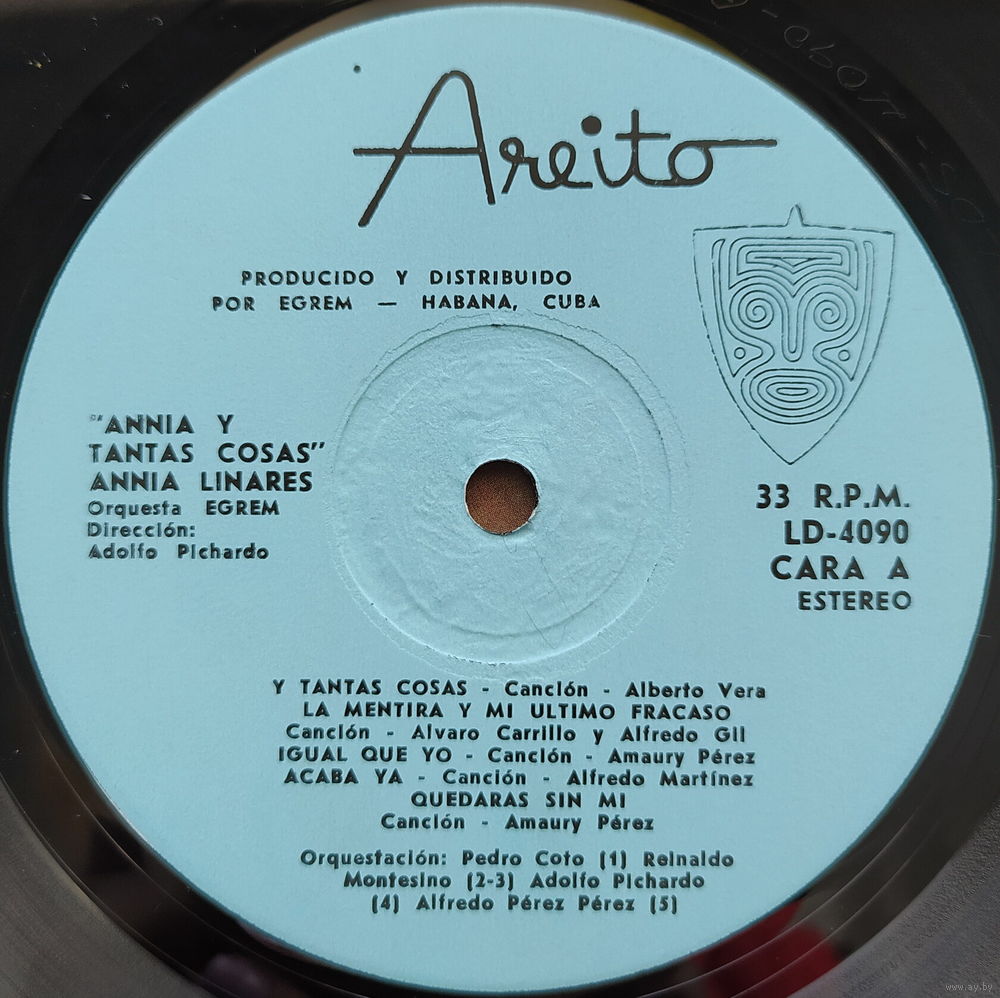 Areito
PRODUCIDO Y DISTRIBUIDO
POR EGREM — HABANA, CUBA
"ANNIA Y
TANTAS COSAS"
ANNIA LINARES
Orquesta EGREM
Dirección:
Adolfo Pichardo
33 R.P.M.
LD-4090
CARA A
ESTEREO
Y TANTAS COSAS - Canción - Alberto Vera
LA MENTIRA Y MI ULTIMO FRACASO
Canción - Alvaro Carrillo y Alfredo Gil
IGUAL QUE YO - Canción - Amaury Pérez
ACABA YA - Canción - Alfredo Martínez
QUEDARAS SIN MI
Canción - Amaury Pérez
Orquestación: Pedro Coto (1) Reinaldo
Montesino (2-3) Adolfo Pichardo
(4) Alfredo Pérez Pérez (5)
www.ay.by